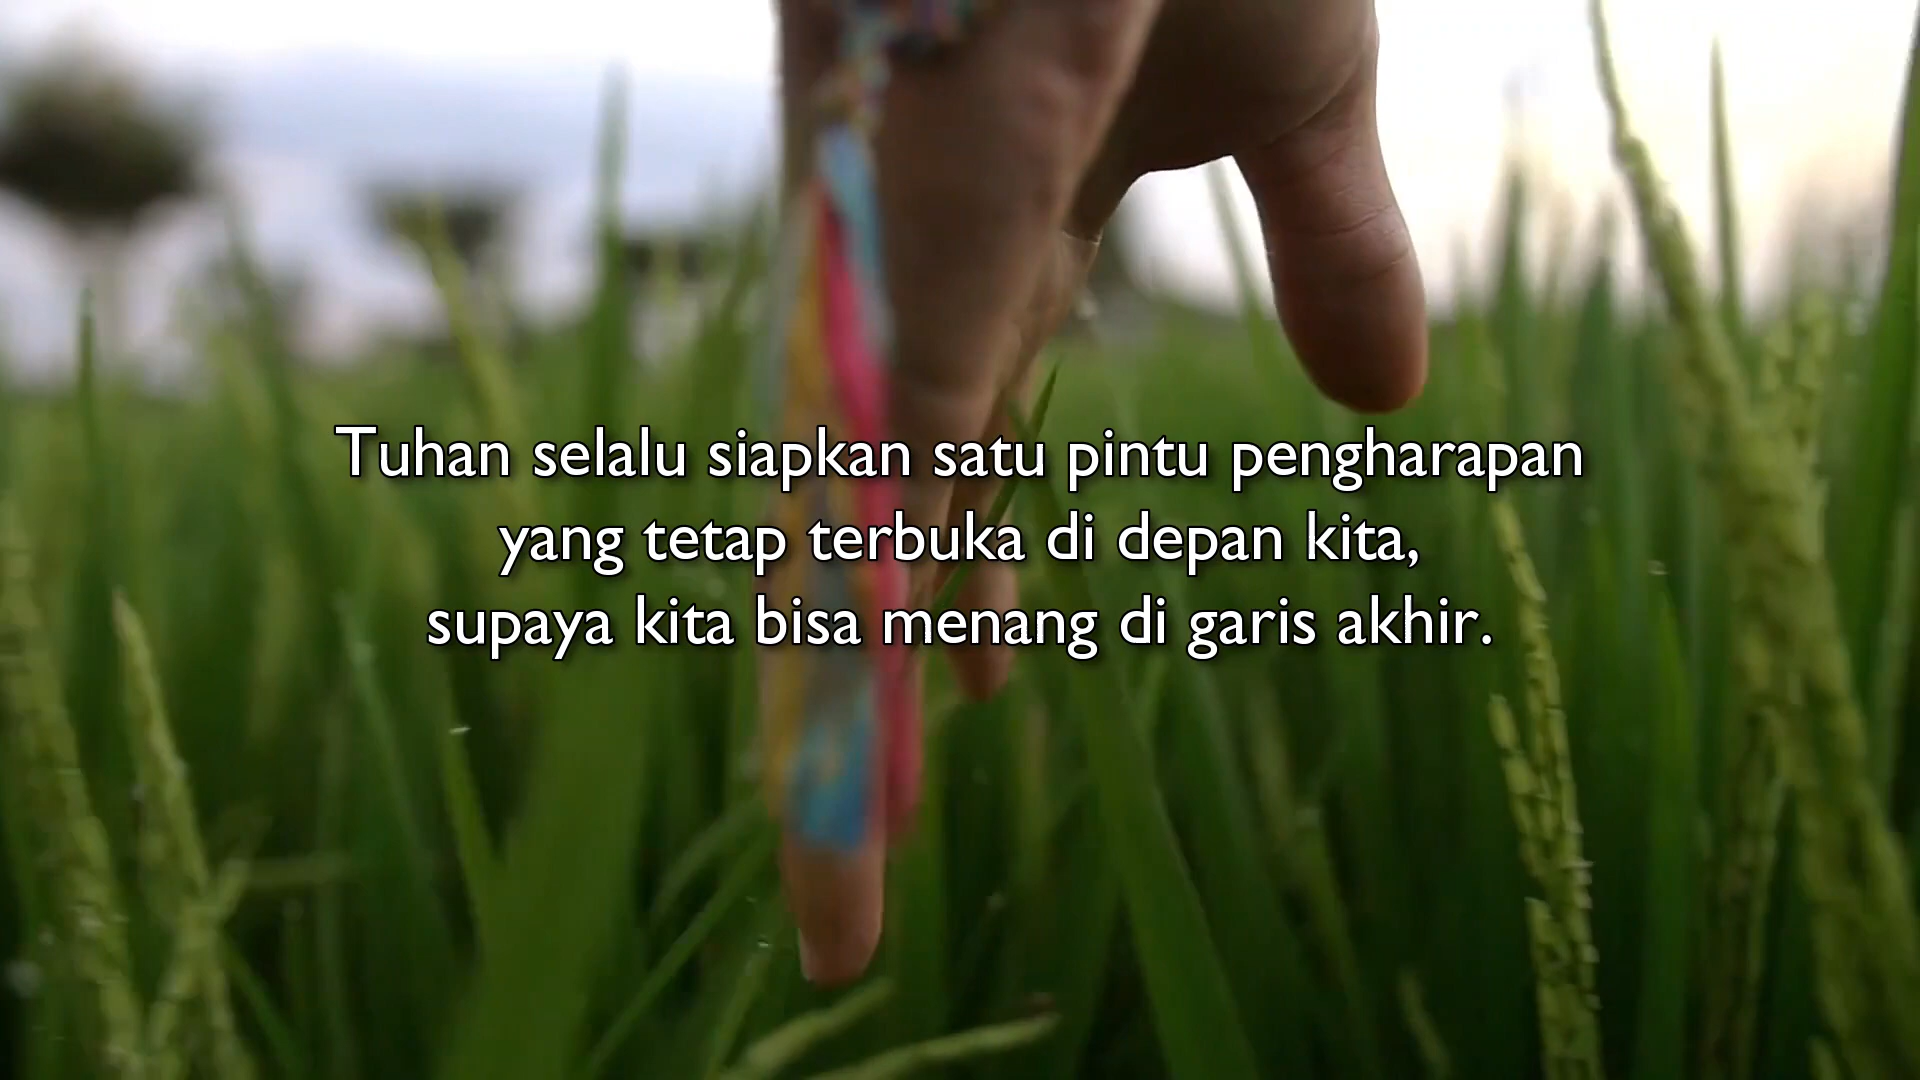 Tuhan selalu siapkan satu pintu pengharapan
yang tetap terbuka di depan kita,
supaya kita bisa menang di garis akhir.